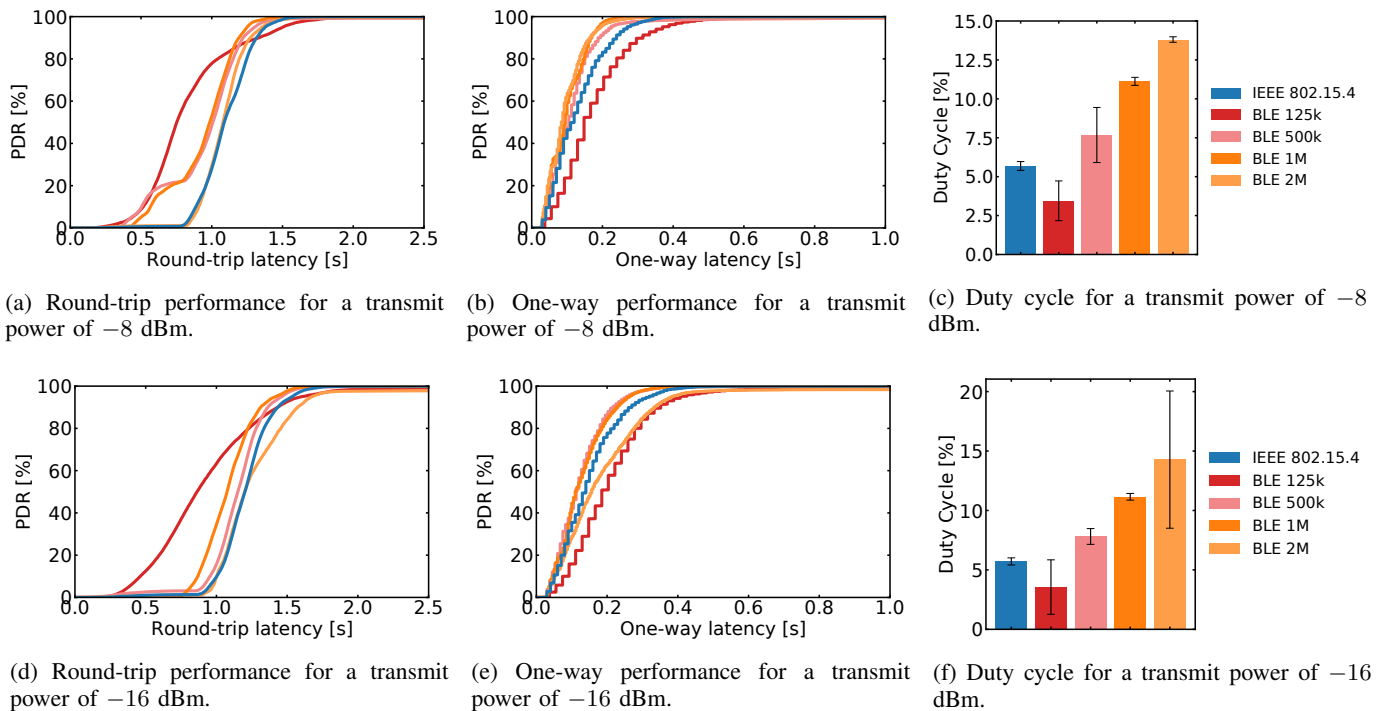 100
80
60
40
20
0
PDR [%]
0.0 0.5 1.0 1.5 2.0 2.5
Round-trip latency [s]
100
80
60
40
20
0
PDR [%]
0.0 0.2 0.4 0.6 0.8 1.0
One-way latency [s]
15.0
12.5
10.0
7.5
5.0
2.5
0.0
Duty Cycle [%]
IEEE 802.15.4
BLE 125k
BLE 500k
BLE 1M
BLE 2M
(a) Round-trip performance for a transmit
power of −8 dBm.
(b) One-way performance for a transmit
power of −8 dBm.
(c) Duty cycle for a transmit power of −8
dBm.
100
80
60
40
20
0
PDR [%]
0.0 0.5 1.0 1.5 2.0 2.5
Round-trip latency [s]
100
80
60
40
20
0
PDR [%]
0.0 0.2 0.4 0.6 0.8 1.0
One-way latency [s]
20
15
10
5
0
Duty Cycle [%]
IEEE 802.15.4
BLE 125k
BLE 500k
BLE 1M
BLE 2M
(d) Round-trip performance for a transmit
power of −16 dBm.
(e) One-way performance for a transmit
power of −16 dBm.
(f) Duty cycle for a transmit power of −16
dBm.